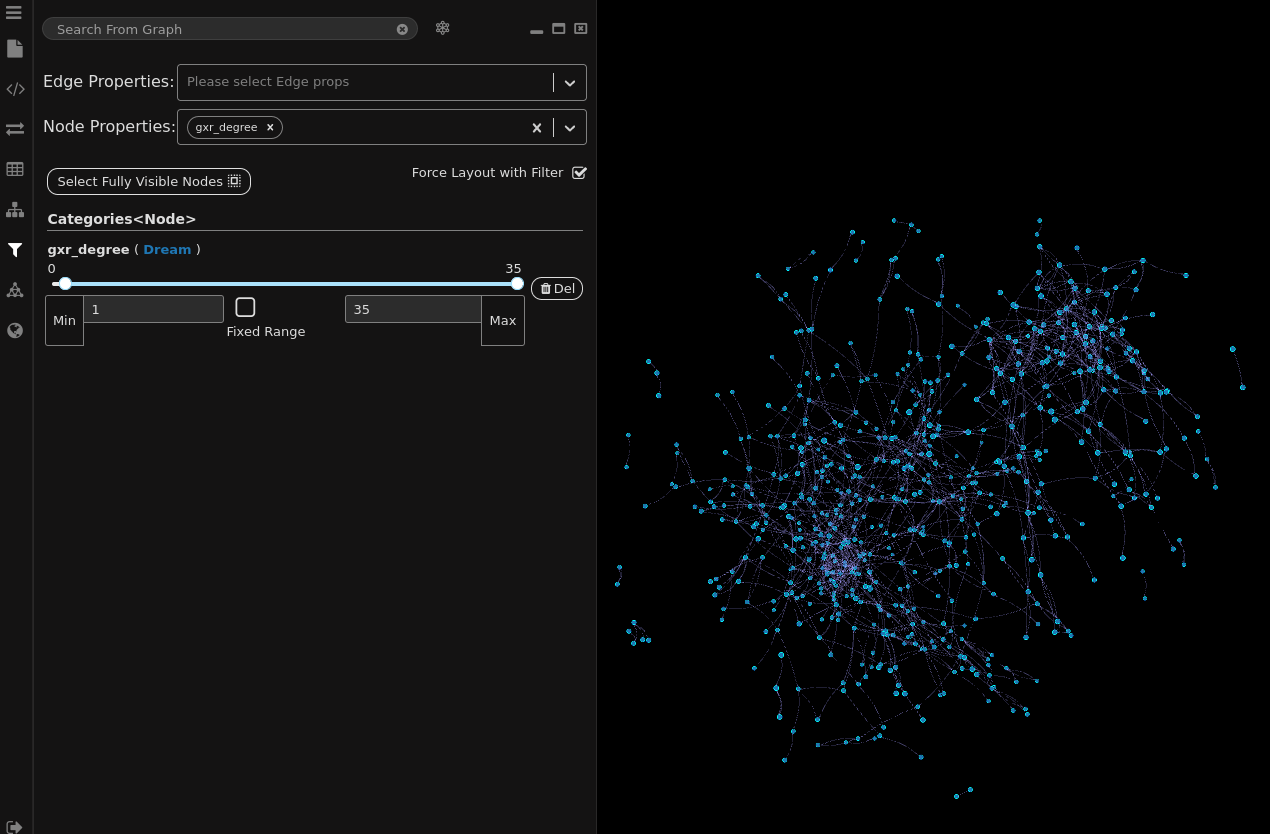 Search From Graph
Edge Properties: Please select Edge props
Node Properties: gxr_degree ×
Select Fully Visible Nodes
Force Layout with Filter
Categories<Node>
gxr_degree ( Dream )
0 35
Del
Min 1 35 Max
Fixed Range